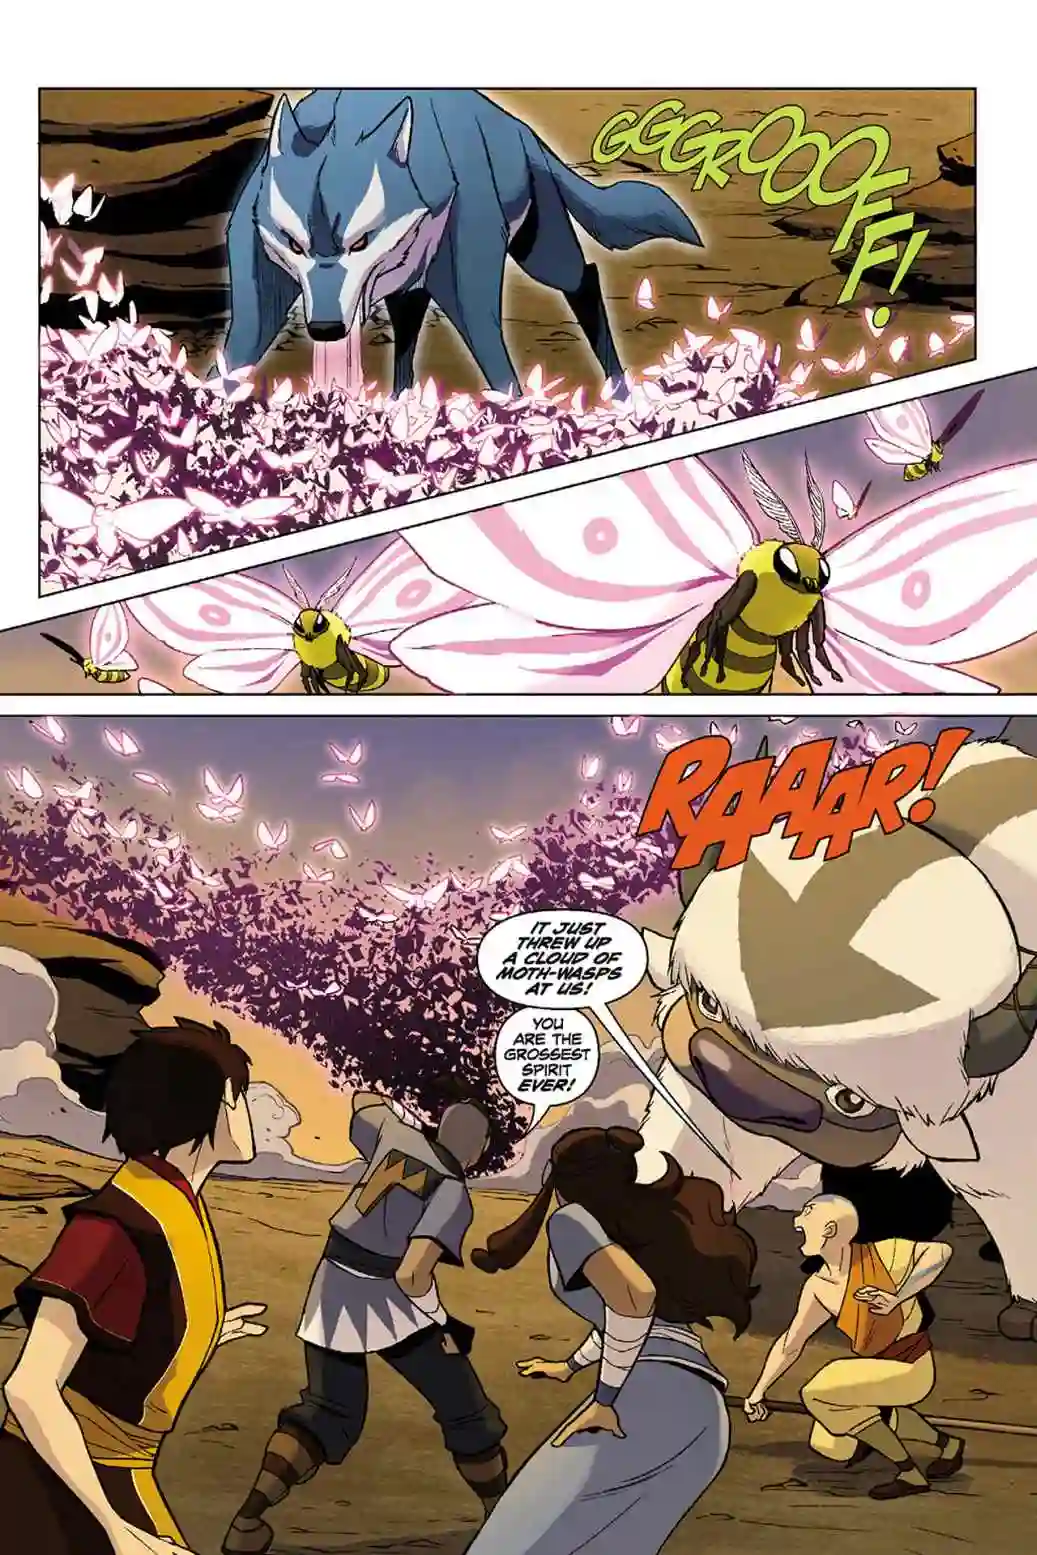 GGGROOOFF!
RAAAR!
IT JUST
THREW UP
A CLOUD OF
MOTH-WASPS
AT US!
YOU
ARE THE
GROSSEST
SPIRIT
EVER!